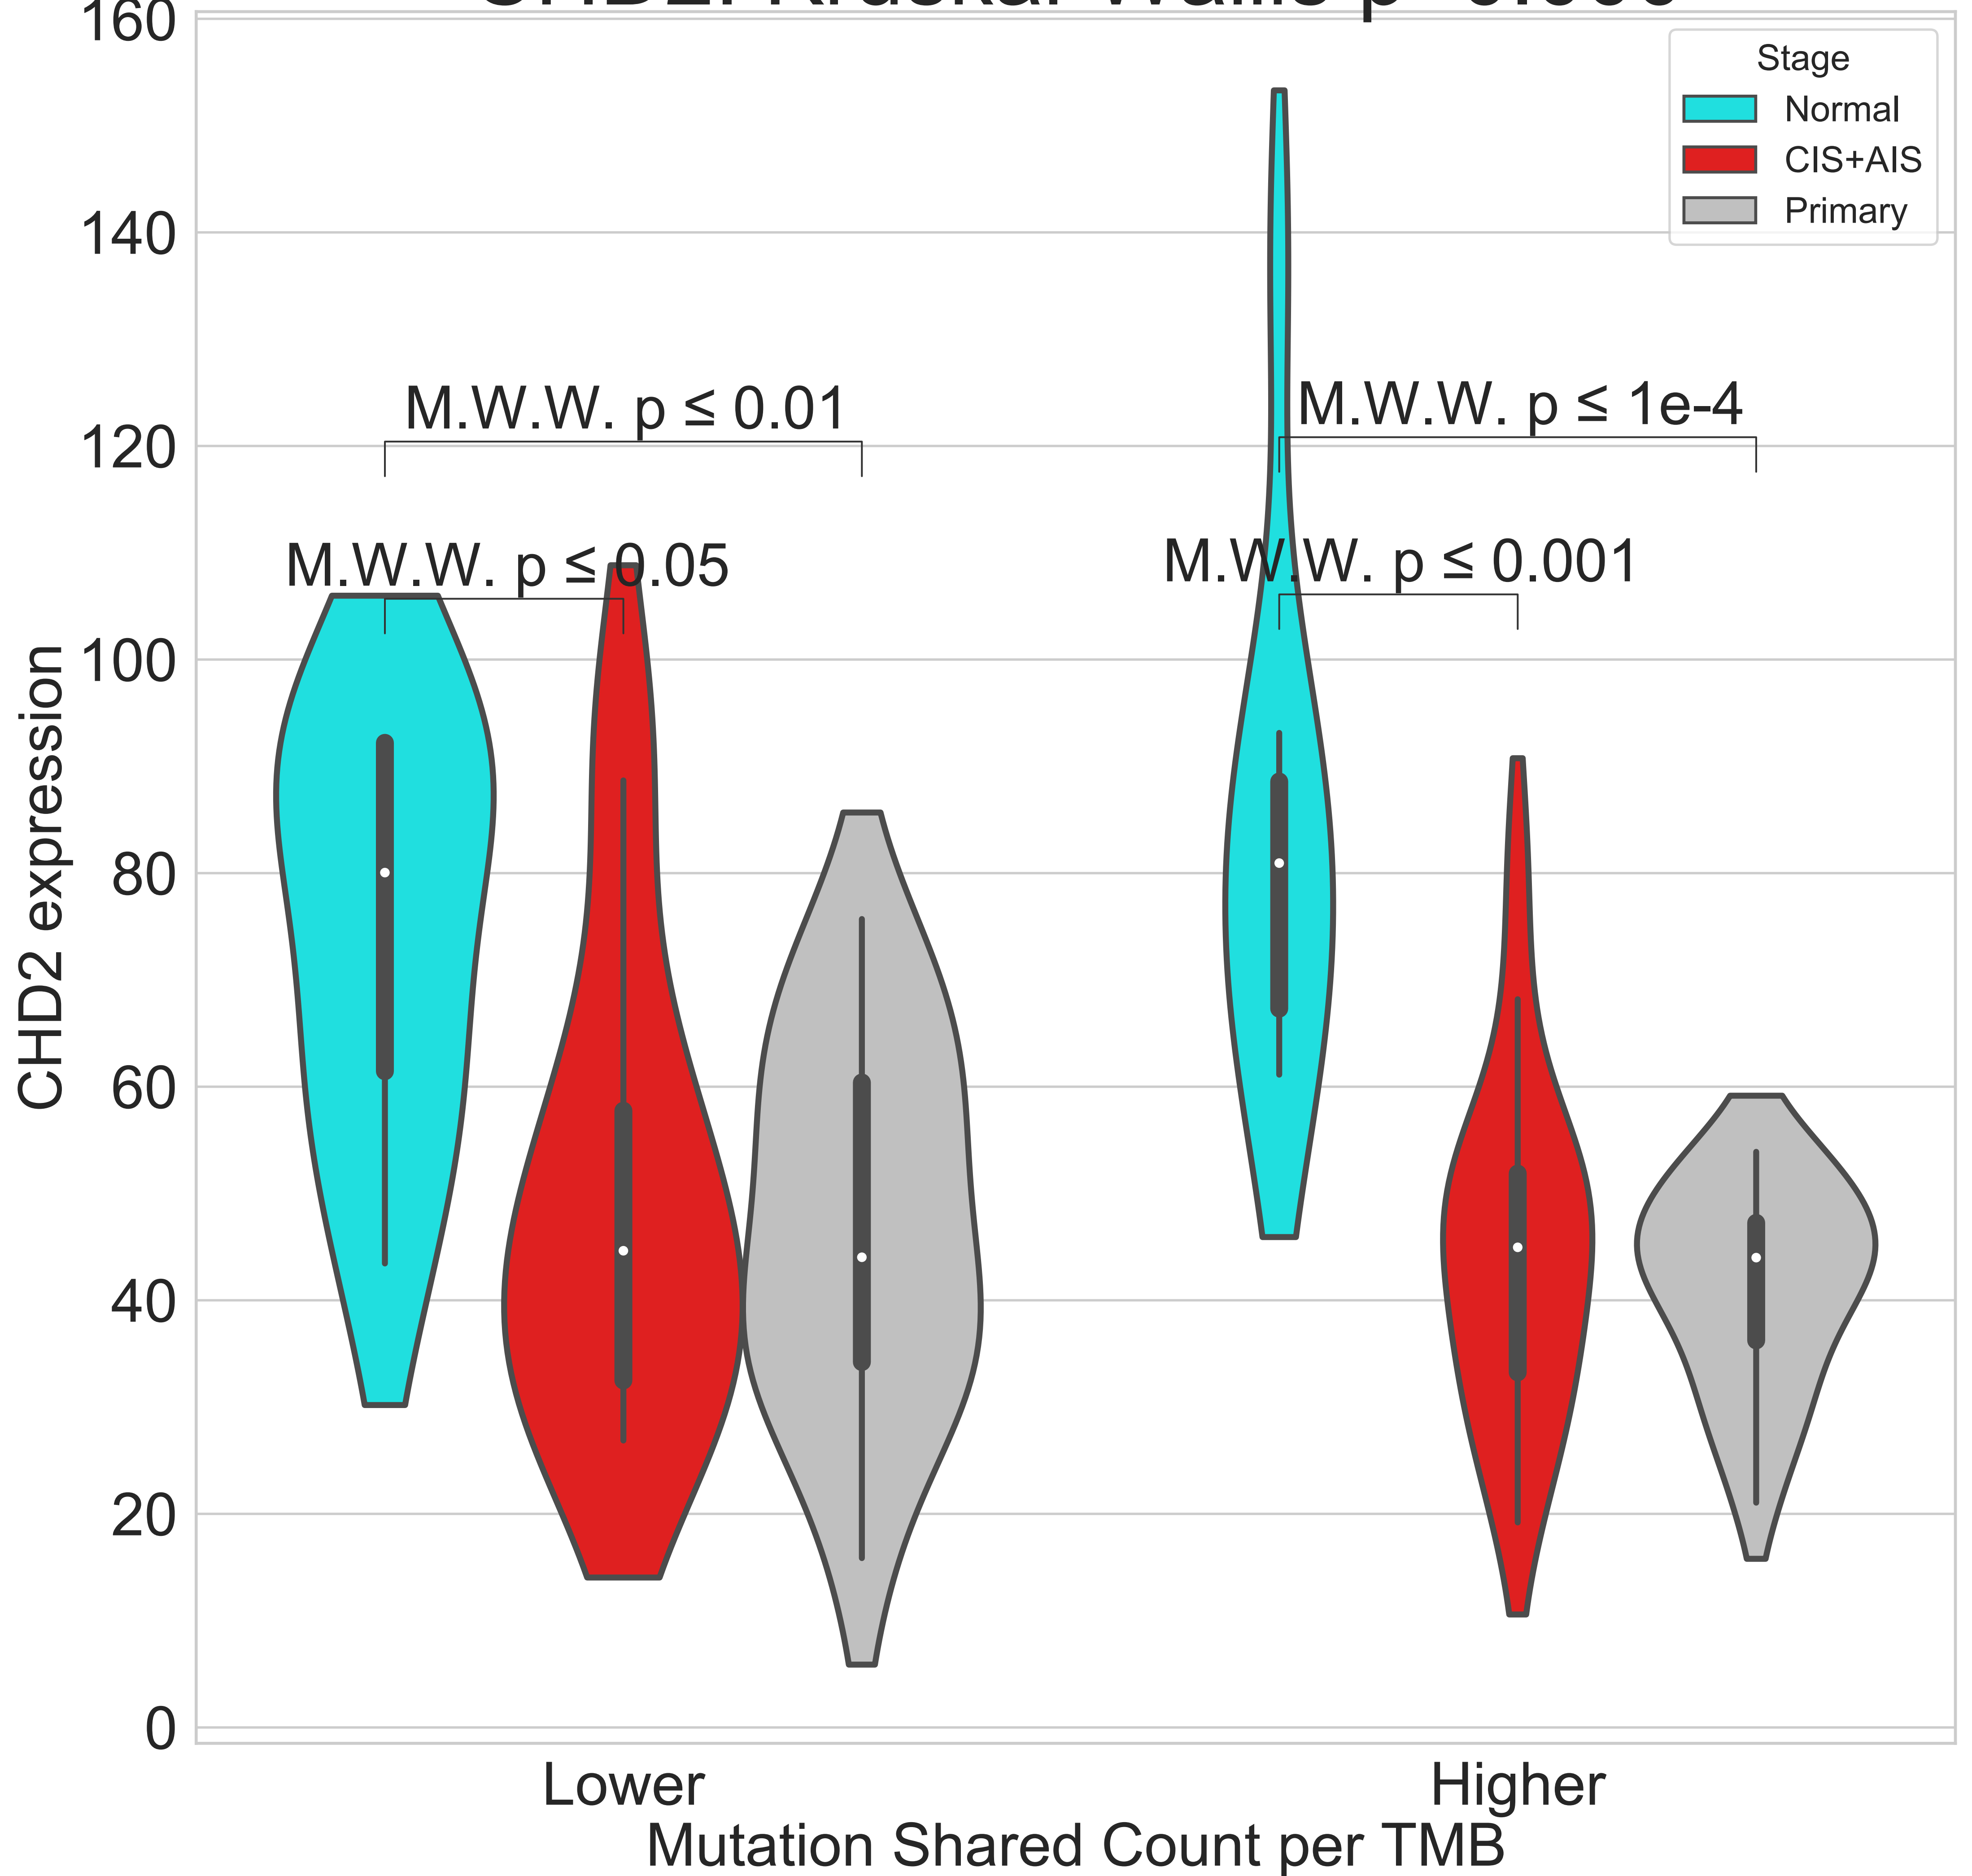 160
140
120
100
80
60
40
20
0
CHD2 expression
Stage
Normal
CIS+AIS
Primary
M.W.W. p ≤ 0.01
M.W.W. p ≤ 1e-4
M.W.W. p ≤ 0.05
M.W.W. p ≤ 0.001
Lower
Higher
Mutation Shared Count per TMB